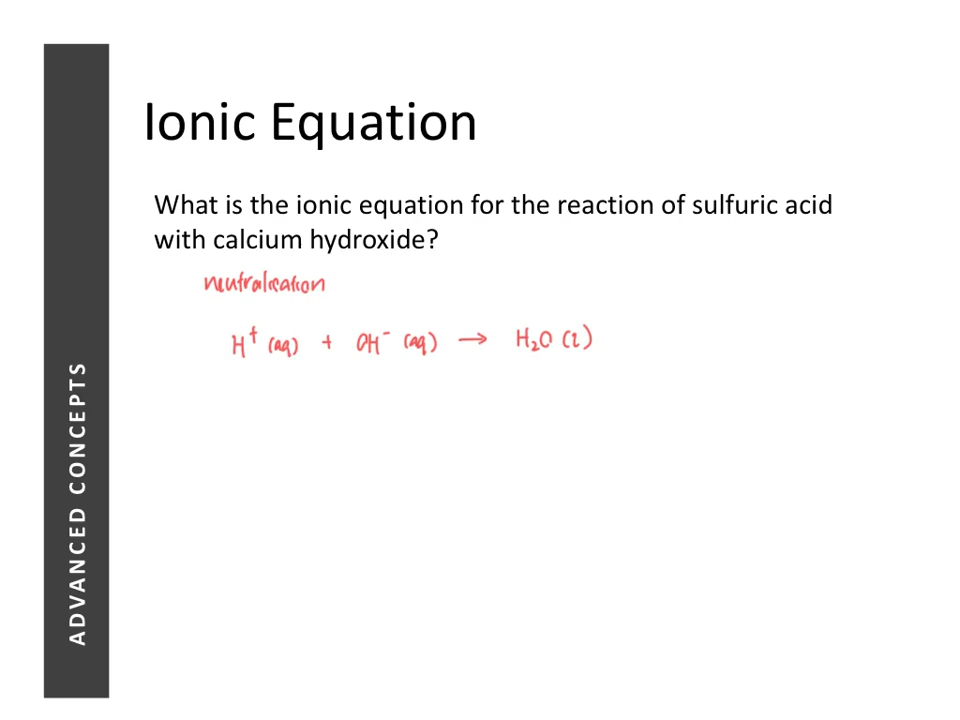 Ionic Equation
What is the ionic equation for the reaction of sulfuric acid
with calcium hydroxide?
neutralisation
H⁺ (aq) + OH⁻ (aq) → H₂O (l)
ADVANCED CONCEPTS